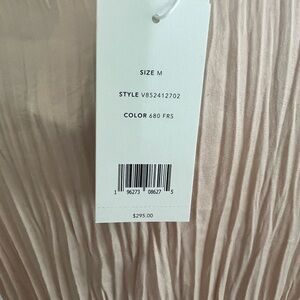 SIZE M
STYLE V852412702
COLOR 680 FRS
1 96273 08627 5
$295.00